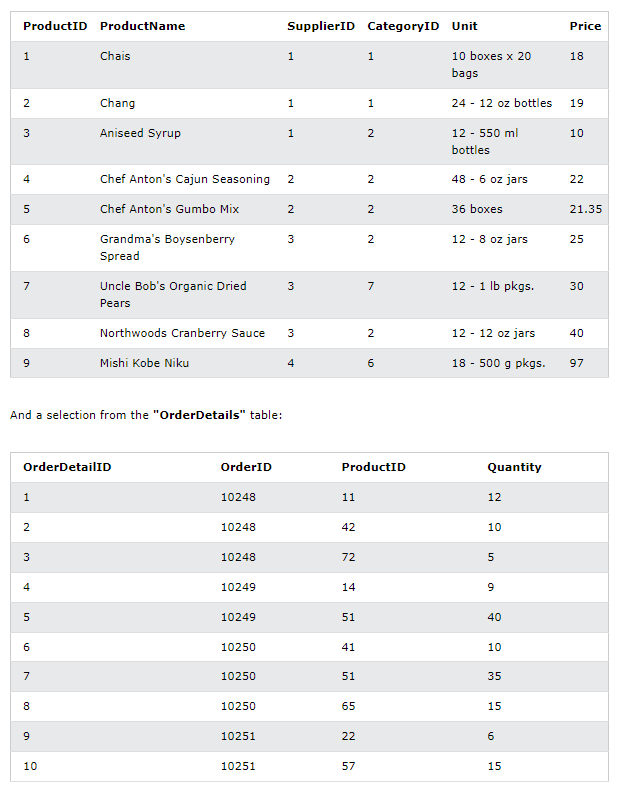 ProductID ProductName SupplierID CategoryID Unit Price
1 Chais 1 1 10 boxes x 20 18
bags
2 Chang 1 1 24 - 12 oz bottles 19
3 Aniseed Syrup 1 2 12 - 550 ml 10
bottles
4 Chef Anton's Cajun Seasoning 2 2 48 - 6 oz jars 22
5 Chef Anton's Gumbo Mix 2 2 36 boxes 21.35
6 Grandma's Boysenberry 3 2 12 - 8 oz jars 25
Spread
7 Uncle Bob's Organic Dried 3 7 12 - 1 lb pkgs. 30
Pears
8 Northwoods Cranberry Sauce 3 2 12 - 12 oz jars 40
9 Mishi Kobe Niku 4 6 18 - 500 g pkgs. 97
And a selection from the "OrderDetails" table:
OrderDetailID OrderID ProductID Quantity
1 10248 11 12
2 10248 42 10
3 10248 72 5
4 10249 14 9
5 10249 51 40
6 10250 41 10
7 10250 51 35
8 10250 65 15
9 10251 22 6
10 10251 57 15